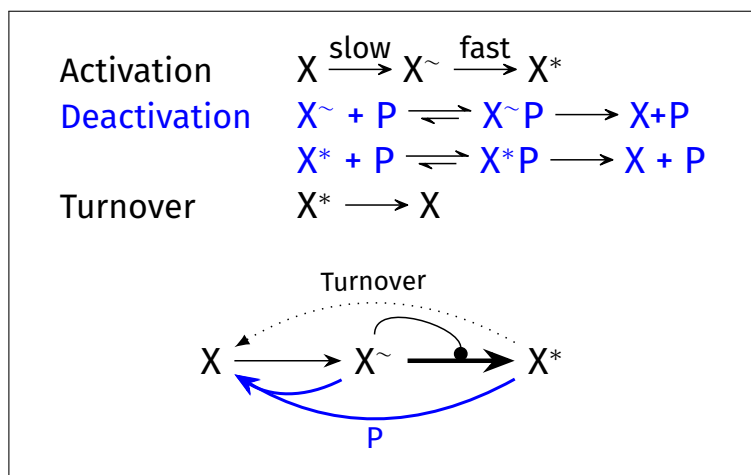 Activation X slow⟶ X~ fast⟶ X*
Deactivation X~ + P ⇌ X~P ⟶ X+P
X* + P ⇌ X*P ⟶ X + P
Turnover X* ⟶ X
Turnover
X X~ X*
P